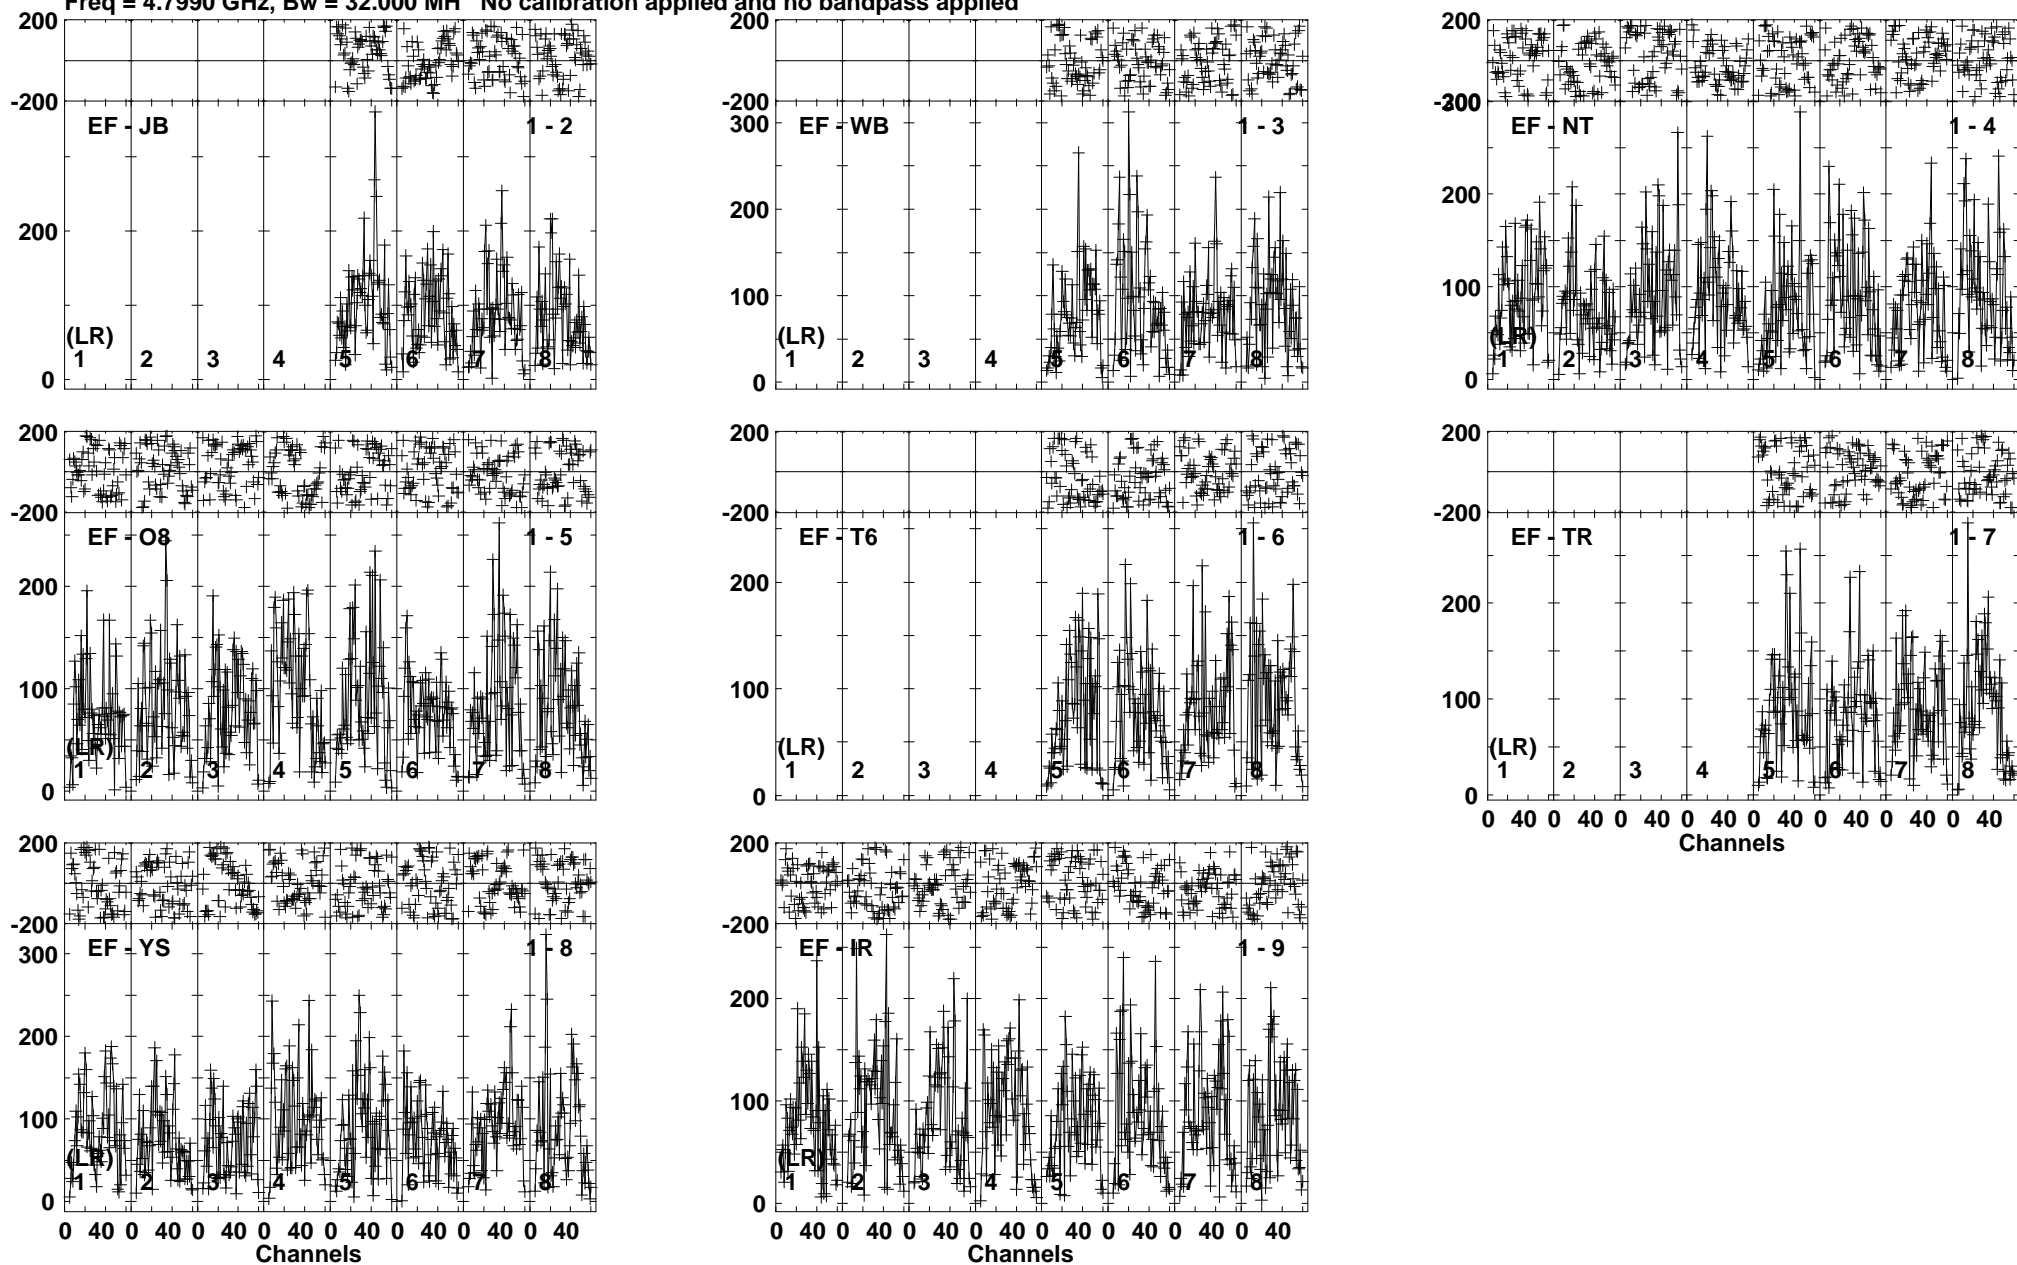 Freq = 4.7990 GHz, Bw = 32.000 MH No calibration applied and no bandpass applied
200
-200
EF - JB 1 - 2
200
(LR)
1 2 3 4 5 6 7 8
0
200
-200
300
EF - WB 1 - 3
200
100
(LR)
1 2 3 4 5 6 7 8
0
200
-200
300
EF - NT 1 - 4
200
100
(LR)
1 2 3 4 5 6 7 8
0
200
-200
EF - O8 1 - 5
200
100
(LR)
1 2 3 4 5 6 7 8
0
200
-200
EF - T6 1 - 6
200
100
(LR)
1 2 3 4 5 6 7 8
0
200
-200
EF - TR 1 - 7
200
100
(LR)
1 2 3 4 5 6 7 8
0
0 40 0 40 0 40 0 40 0 40 0 40 0 40 0 40
Channels
200
-200
300
EF - YS 1 - 8
200
100
(LR)
1 2 3 4 5 6 7 8
0
0 40 0 40 0 40 0 40 0 40 0 40 0 40 0 40
Channels
200
-200
EF - IR 1 - 9
200
100
(LR)
1 2 3 4 5 6 7 8
0
0 40 0 40 0 40 0 40 0 40 0 40 0 40 0 40
Channels